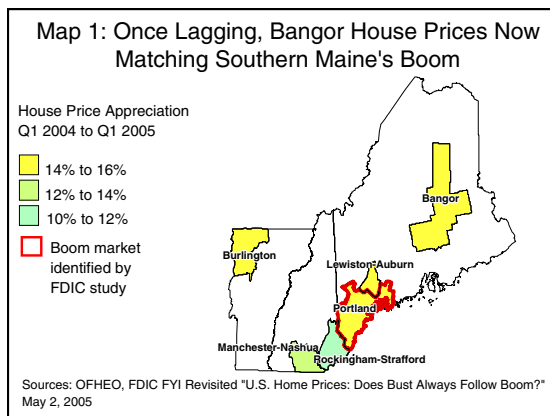 Map 1: Once Lagging, Bangor House Prices Now
Matching Southern Maine's Boom
House Price Appreciation
Q1 2004 to Q1 2005
14% to 16%
12% to 14%
10% to 12%
Boom market
identified by
FDIC study
Bangor
Burlington
Lewiston-Auburn
Portland
Manchester-Nashua
Rockingham-Strafford
Sources: OFHEO, FDIC FYI Revisited "U.S. Home Prices: Does Bust Always Follow Boom?"
May 2, 2005